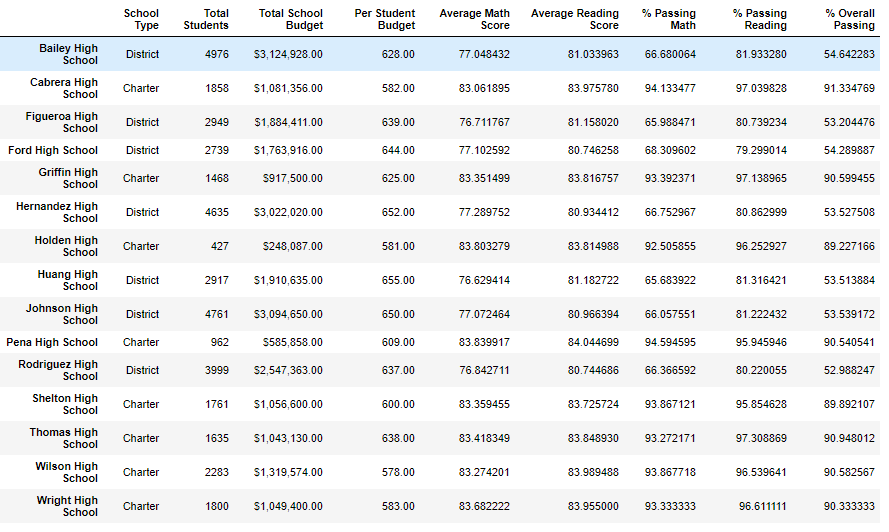 School Type Total Students Total School Budget Per Student Budget Average Math Score Average Reading Score % Passing Math % Passing Reading % Overall Passing
Bailey High School District 4976 $3,124,928.00 628.00 77.048432 81.033963 66.680064 81.933280 54.642283
Cabrera High School Charter 1858 $1,081,356.00 582.00 83.061895 83.975780 94.133477 97.039828 91.334769
Figueroa High School District 2949 $1,884,411.00 639.00 76.711767 81.158020 65.988471 80.739234 53.204476
Ford High School District 2739 $1,763,916.00 644.00 77.102592 80.746258 68.309602 79.299014 54.289887
Griffin High School Charter 1468 $917,500.00 625.00 83.351499 83.816757 93.392371 97.138965 90.599455
Hernandez High School District 4635 $3,022,020.00 652.00 77.289752 80.934412 66.752967 80.862999 53.527508
Holden High School Charter 427 $248,087.00 581.00 83.803279 83.814988 92.505855 96.252927 89.227166
Huang High School District 2917 $1,910,635.00 655.00 76.629414 81.182722 65.683922 81.316421 53.513884
Johnson High School District 4761 $3,094,650.00 650.00 77.072464 80.966394 66.057551 81.222432 53.539172
Pena High School Charter 962 $585,858.00 609.00 83.839917 84.044699 94.594595 95.945946 90.540541
Rodriguez High School District 3999 $2,547,363.00 637.00 76.842711 80.744686 66.366592 80.220055 52.988247
Shelton High School Charter 1761 $1,056,600.00 600.00 83.359455 83.725724 93.867121 95.854628 89.892107
Thomas High School Charter 1635 $1,043,130.00 638.00 83.418349 83.848930 93.272171 97.308869 90.948012
Wilson High School Charter 2283 $1,319,574.00 578.00 83.274201 83.989488 93.867718 96.539641 90.582567
Wright High School Charter 1800 $1,049,400.00 583.00 83.682222 83.955000 93.333333 96.611111 90.333333